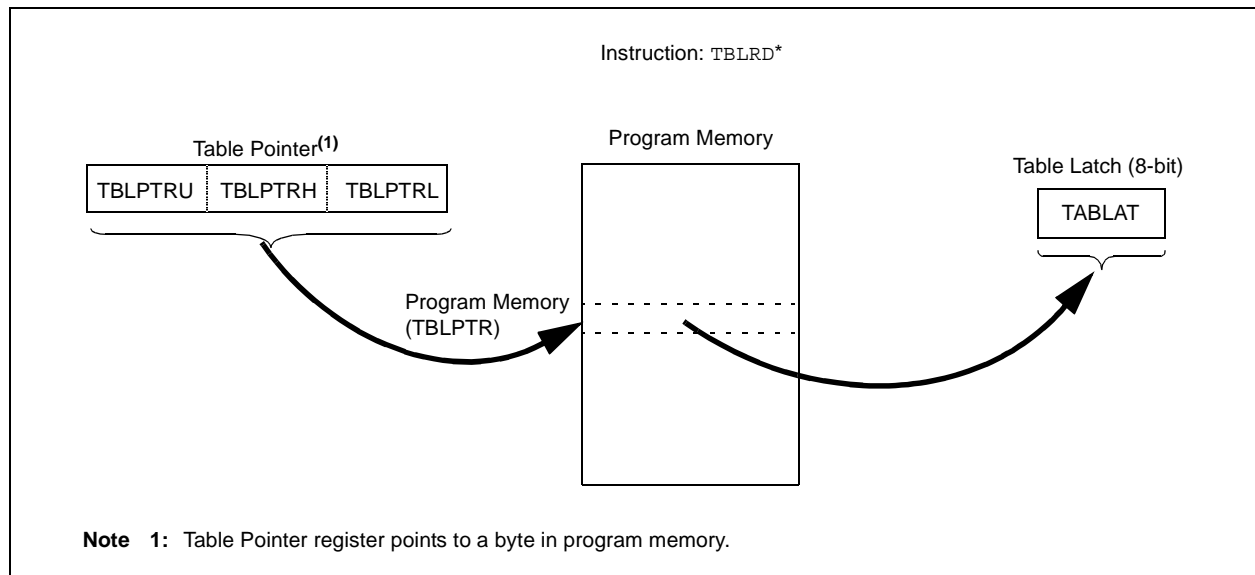 Instruction: TBLRD*
Table Pointer(1)
TBLPTRU TBLPTRH TBLPTRL
Program Memory
Table Latch (8-bit)
TABLAT
Program Memory
(TBLPTR)
Note 1: Table Pointer register points to a byte in program memory.